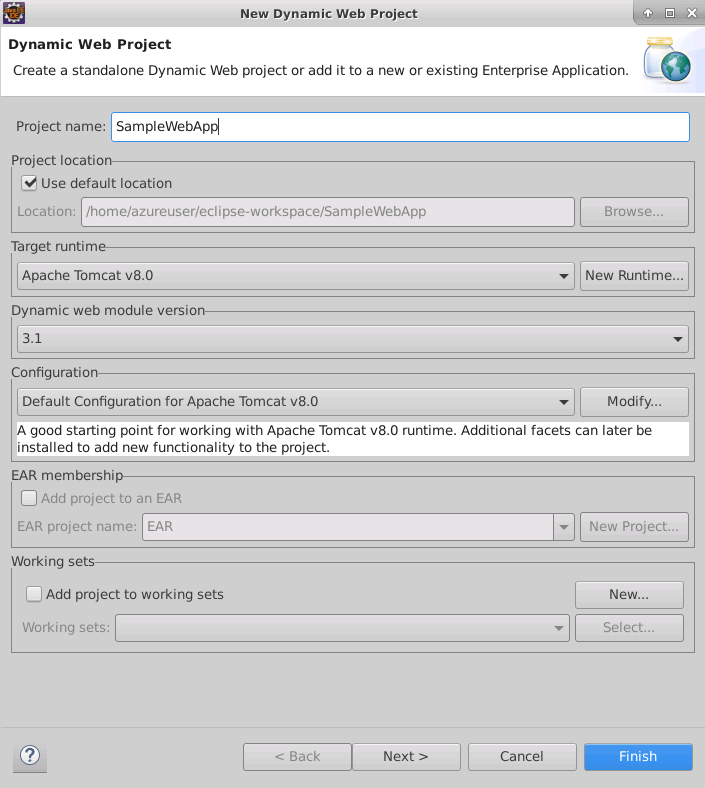 New Dynamic Web Project
Dynamic Web Project
Create a standalone Dynamic Web project or add it to a new or existing Enterprise Application.
Project name: SampleWebApp
Project location
Use default location
Location: /home/azureuser/eclipse-workspace/SampleWebApp Browse...
Target runtime
Apache Tomcat v8.0 New Runtime...
Dynamic web module version
3.1
Configuration
Default Configuration for Apache Tomcat v8.0 Modify...
A good starting point for working with Apache Tomcat v8.0 runtime. Additional facets can later be
installed to add new functionality to the project.
EAR membership
Add project to an EAR
EAR project name: EAR New Project...
Working sets
Add project to working sets New...
Working sets: Select...
? < Back Next > Cancel Finish